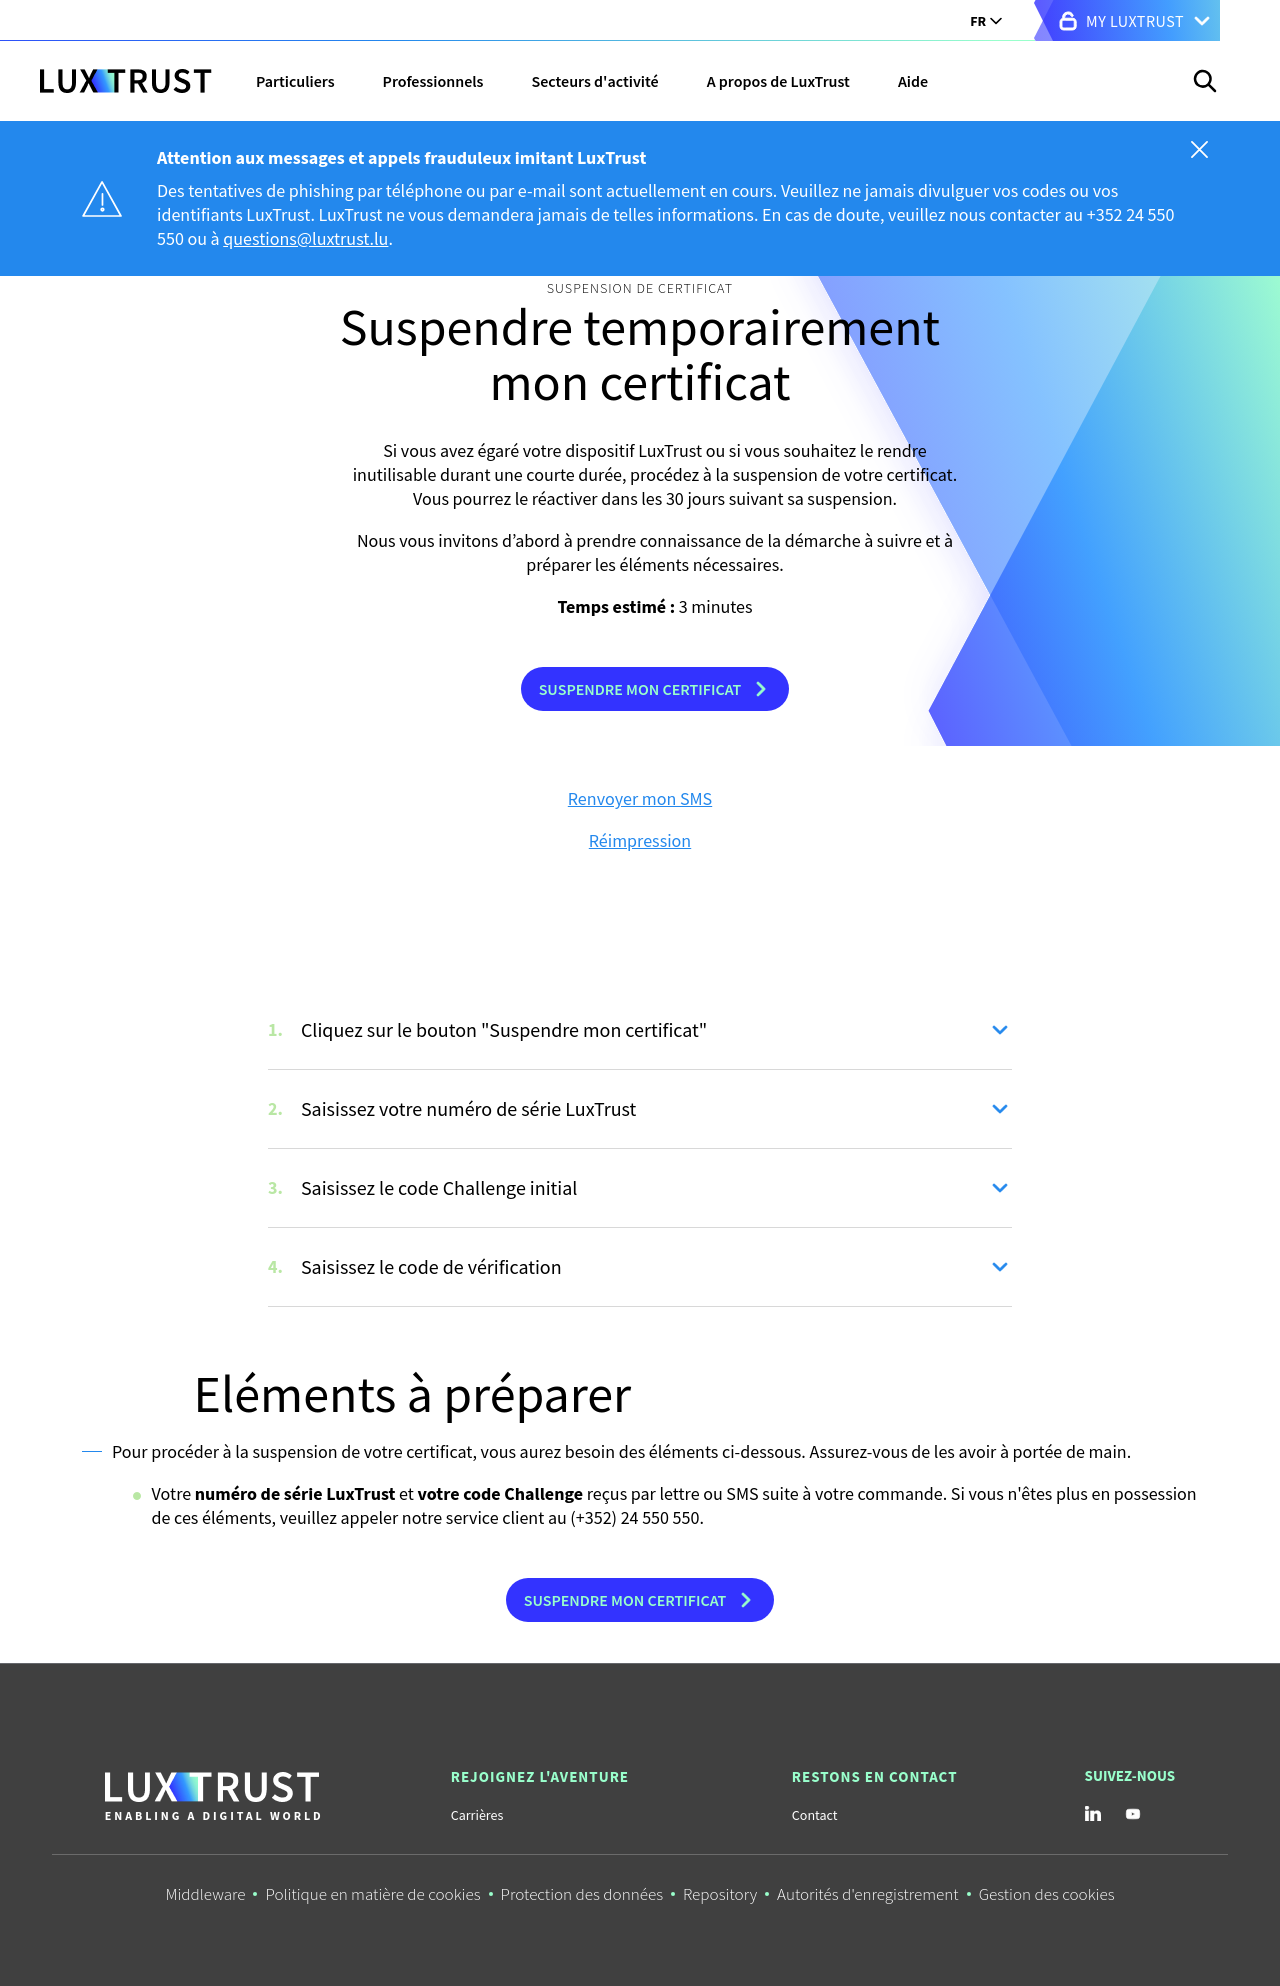 FR
MY LUXTRUST
LUXTRUST
Particuliers
Professionnels
Secteurs d'activité
A propos de LuxTrust
Aide
Attention aux messages et appels frauduleux imitant LuxTrust
Des tentatives de phishing par téléphone ou par e-mail sont actuellement en cours. Veuillez ne jamais divulguer vos codes ou vos
identifiants LuxTrust. LuxTrust ne vous demandera jamais de telles informations. En cas de doute, veuillez nous contacter au +352 24 550
550 ou à questions@luxtrust.lu.
SUSPENSION DE CERTIFICAT
Suspendre temporairement
mon certificat
Si vous avez égaré votre dispositif LuxTrust ou si vous souhaitez le rendre
inutilisable durant une courte durée, procédez à la suspension de votre certificat.
Vous pourrez le réactiver dans les 30 jours suivant sa suspension.
Nous vous invitons d’abord à prendre connaissance de la démarche à suivre et à
préparer les éléments nécessaires.
Temps estimé : 3 minutes
SUSPENDRE MON CERTIFICAT
Renvoyer mon SMS
Réimpression
1. Cliquez sur le bouton "Suspendre mon certificat"
2. Saisissez votre numéro de série LuxTrust
3. Saisissez le code Challenge initial
4. Saisissez le code de vérification
Eléments à préparer
Pour procéder à la suspension de votre certificat, vous aurez besoin des éléments ci-dessous. Assurez-vous de les avoir à portée de main.
Votre numéro de série LuxTrust et votre code Challenge reçus par lettre ou SMS suite à votre commande. Si vous n'êtes plus en possession
de ces éléments, veuillez appeler notre service client au (+352) 24 550 550.
SUSPENDRE MON CERTIFICAT
LUXTRUST
ENABLING A DIGITAL WORLD
REJOIGNEZ L'AVENTURE
Carrières
RESTONS EN CONTACT
Contact
SUIVEZ-NOUS
in
Middleware • Politique en matière de cookies • Protection des données • Repository • Autorités d'enregistrement • Gestion des cookies